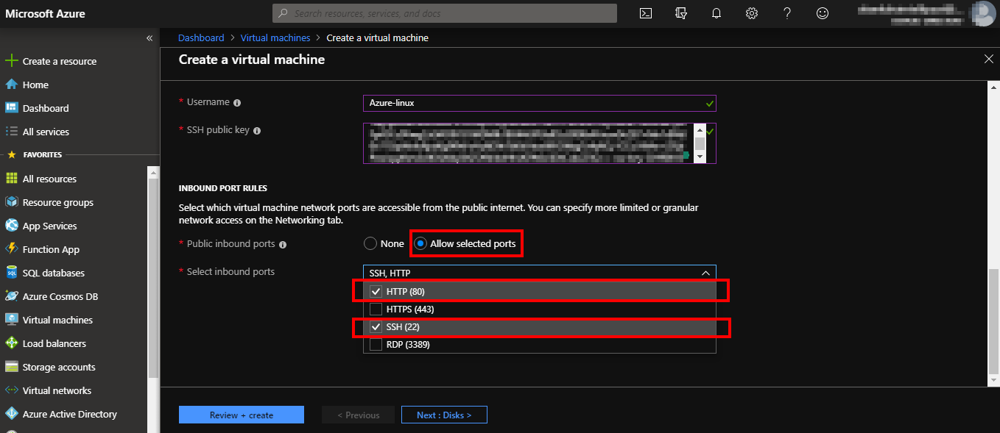 Microsoft Azure
Search resources, services, and docs
Dashboard > Virtual machines > Create a virtual machine
Create a virtual machine
Create a resource
Home
Dashboard
All services
FAVORITES
All resources
Resource groups
App Services
Function App
SQL databases
Azure Cosmos DB
Virtual machines
Load balancers
Storage accounts
Virtual networks
Azure Active Directory
* Username
Azure-linux
* SSH public key
INBOUND PORT RULES
Select which virtual machine network ports are accessible from the public internet. You can specify more limited or granular
network access on the Networking tab.
* Public inbound ports
None
Allow selected ports
* Select inbound ports
SSH, HTTP
HTTP (80)
HTTPS (443)
SSH (22)
RDP (3389)
Review + create
< Previous
Next : Disks >